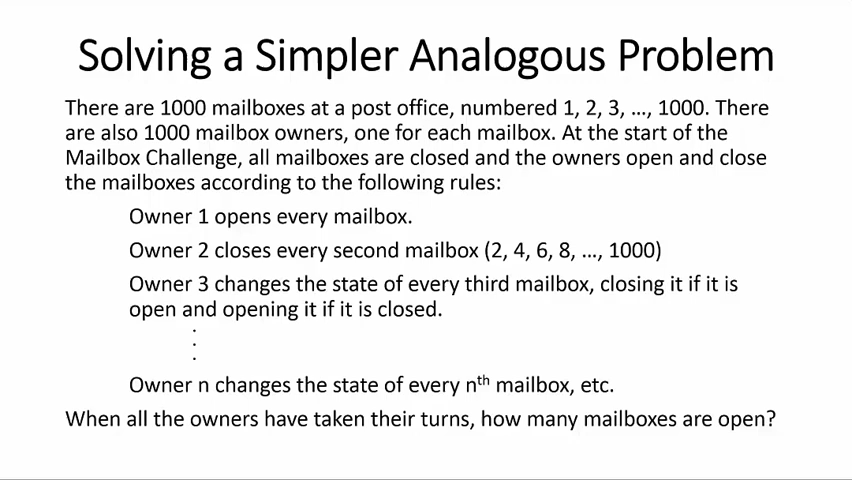 Solving a Simpler Analogous Problem
There are 1000 mailboxes at a post office, numbered 1, 2, 3, ..., 1000. There
are also 1000 mailbox owners, one for each mailbox. At the start of the
Mailbox Challenge, all mailboxes are closed and the owners open and close
the mailboxes according to the following rules:
Owner 1 opens every mailbox.
Owner 2 closes every second mailbox (2, 4, 6, 8, ..., 1000)
Owner 3 changes the state of every third mailbox, closing it if it is
open and opening it if it is closed.
.
.
.
Owner n changes the state of every nth mailbox, etc.
When all the owners have taken their turns, how many mailboxes are open?